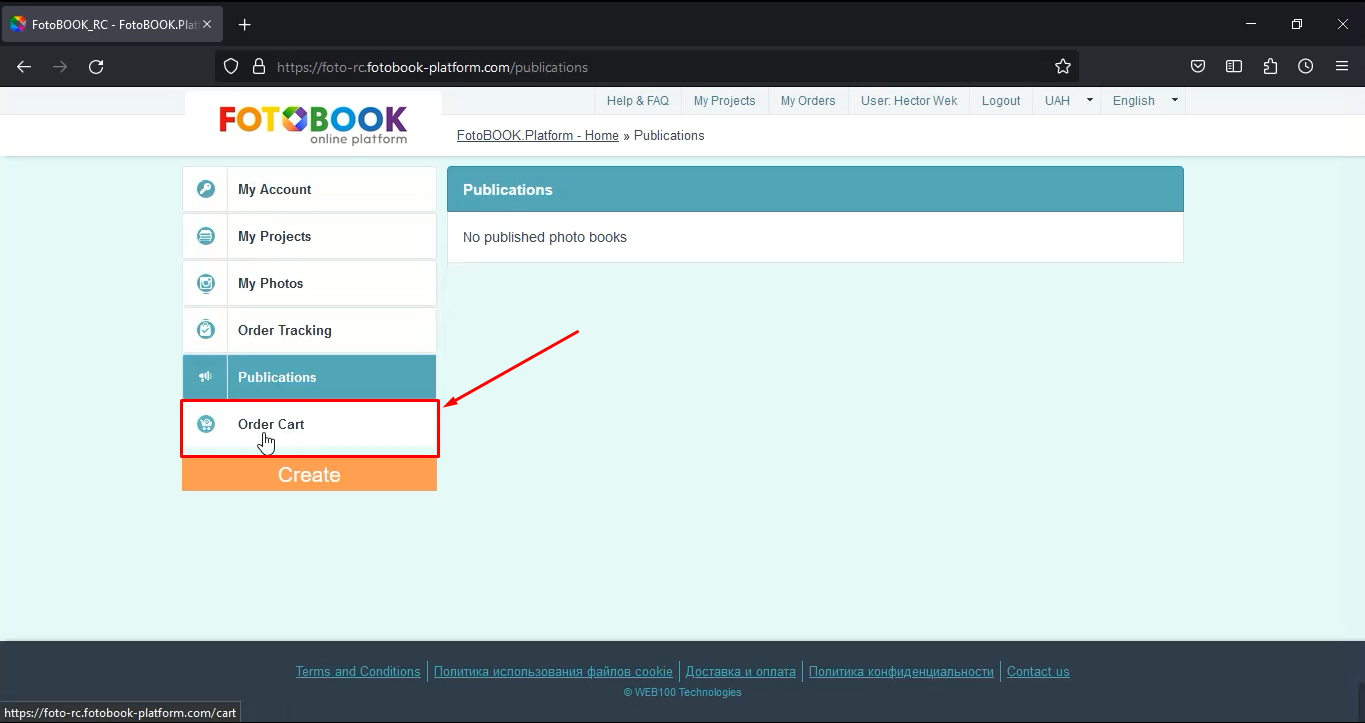 FotoBOOK_RC - FotoBOOK.Plat
https://foto-rc.fotobook-platform.com/publications
Help & FAQ My Projects My Orders User: Hector Wek Logout UAH English
FOTOBOOK
online platform
FotoBOOK.Platform - Home » Publications
My Account
My Projects
My Photos
Order Tracking
Publications
Order Cart
Create
Publications
No published photo books
Terms and Conditions Политика использования файлов cookie Доставка и оплата Политика конфиденциальности Contact us
© WEB100 Technologies
https://foto-rc.fotobook-platform.com/cart